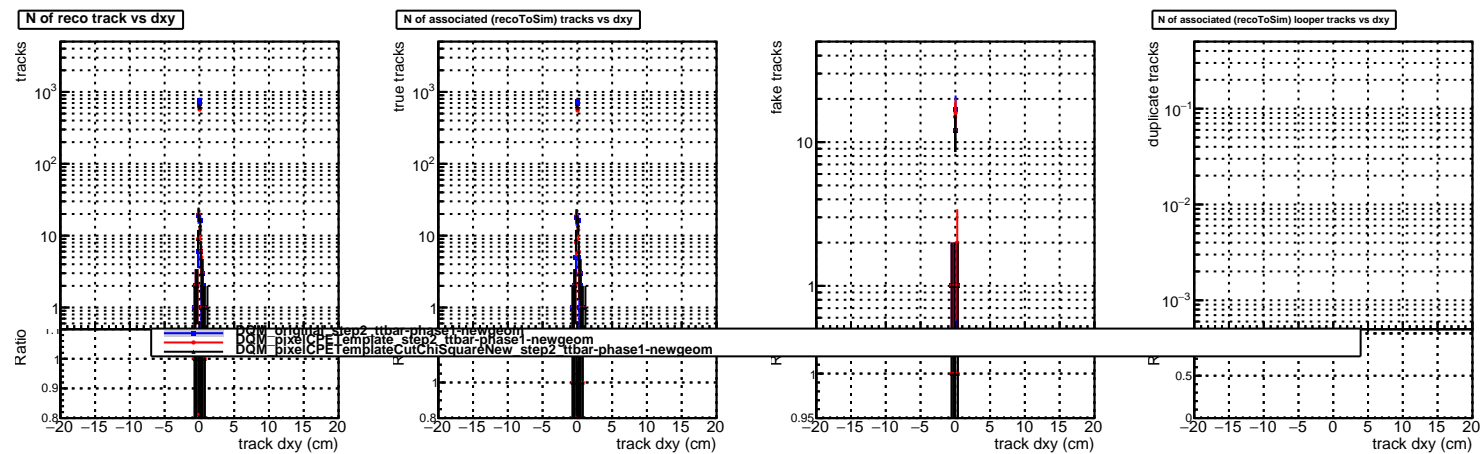 N of reco track vs dxy
N of associated (recoToSim) tracks vs dxy
N of associated (recoToSim) looper tracks vs dxy
tracks
10³
10²
10
1
true tracks
10³
10²
10
1
fake tracks
10
1
duplicate tracks
10⁻¹
10⁻²
10⁻³
DQM_original_step2_ttbar-phase1-newgeom
DQM_pixelCPETemplate_step2_ttbar-phase1-newgeom
DQM_pixelCPETemplateCutChiSquareNew_step2_ttbar-phase1-newgeom
Ratio
1
0.9
0.8
1
0.8
1
0.95
0.5
0
−20 −15 −10 −5 0 5 10 15 20
track dxy (cm)
−20 −15 −10 −5 0 5 10 15 20
track dxy (cm)
−20 −15 −10 −5 0 5 10 15 20
track dxy (cm)
−20 −15 −10 −5 0 5 10 15 20
track dxy (cm)